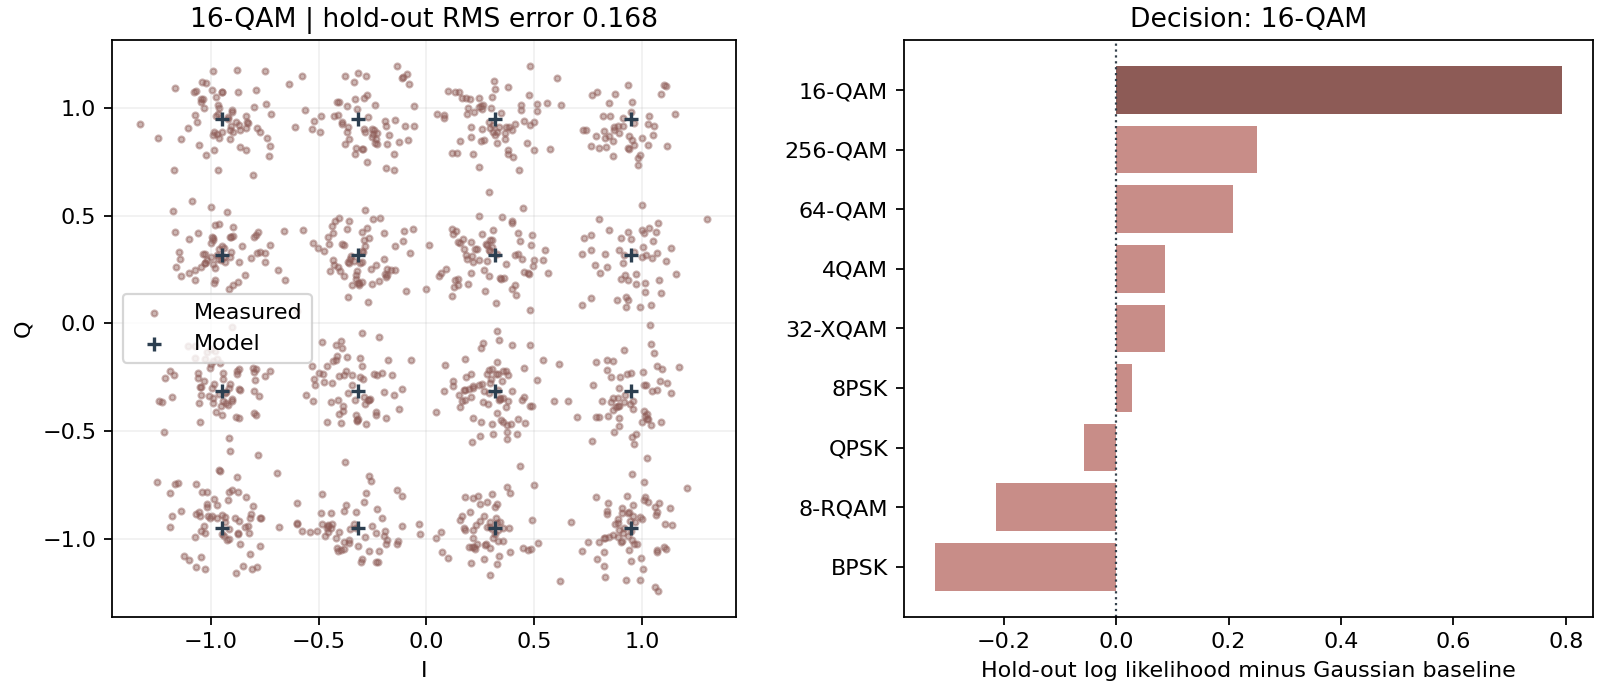 16-QAM | hold-out RMS error 0.168
Q
1.0
0.5
0.0
−0.5
−1.0
Measured
Model
−1.0 −0.5 0.0 0.5 1.0
I
Decision: 16-QAM
16-QAM
256-QAM
64-QAM
4QAM
32-XQAM
8PSK
QPSK
8-RQAM
BPSK
−0.2 0.0 0.2 0.4 0.6 0.8
Hold-out log likelihood minus Gaussian baseline